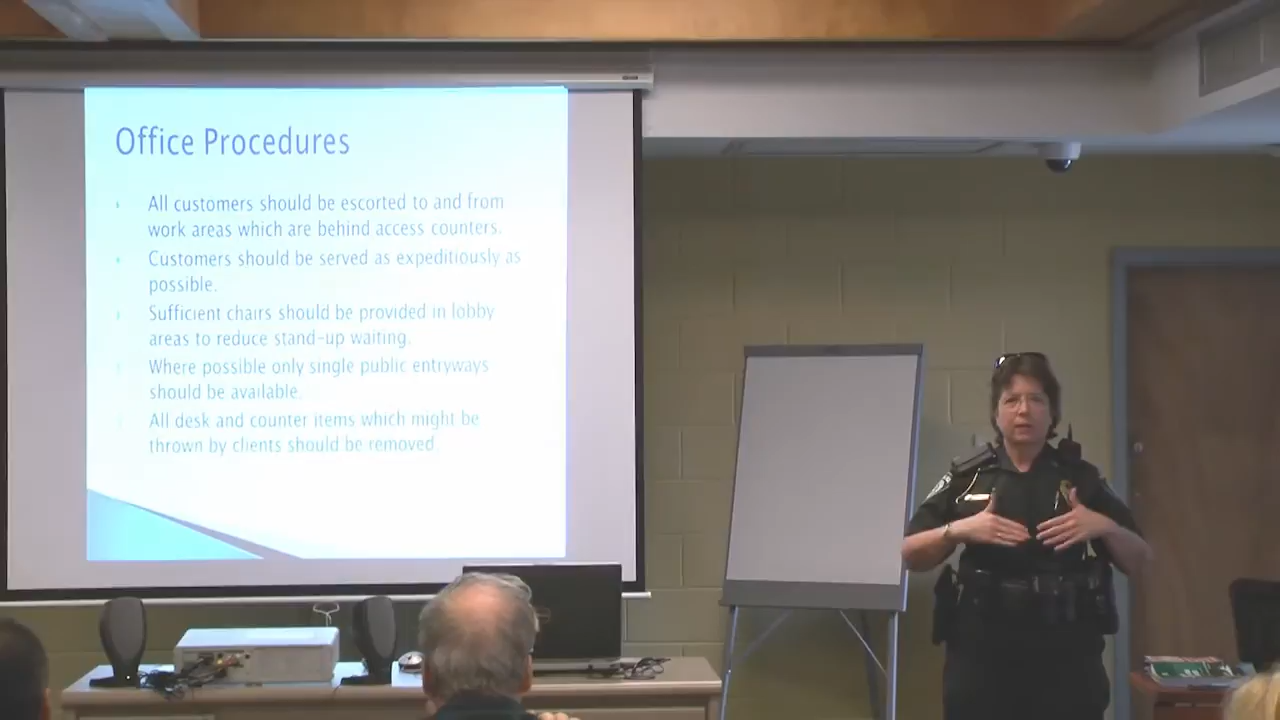 Office Procedures
All customers should be escorted to and from
work areas which are behind access counters.
Customers should be served as expeditiously as
possible.
Sufficient chairs should be provided in lobby
areas to reduce stand-up waiting.
Where possible only single public entryways
should be available.
All desk and counter items which might be
thrown by clients should be removed